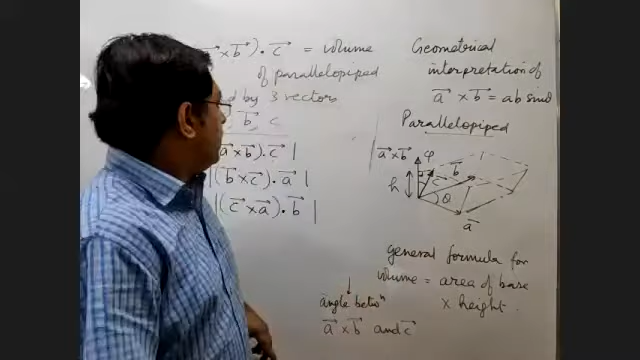 x b⃗) . c⃗ = volume
of parallelopiped
by 3 vectors
b⃗, c
a⃗ x b⃗) . c⃗ |
|(b⃗ x c⃗) . a⃗ |
|(c⃗ x a⃗) . b⃗ |
Geometrical
interpretation of
a⃗ x b⃗ = ab sinθ
Parallelopiped
a⃗ x b⃗
φ
b⃗
c⃗
h
θ
a⃗
general formula for
volume = area of base
x height.
angle betwⁿ
a⃗ x b⃗ and c⃗